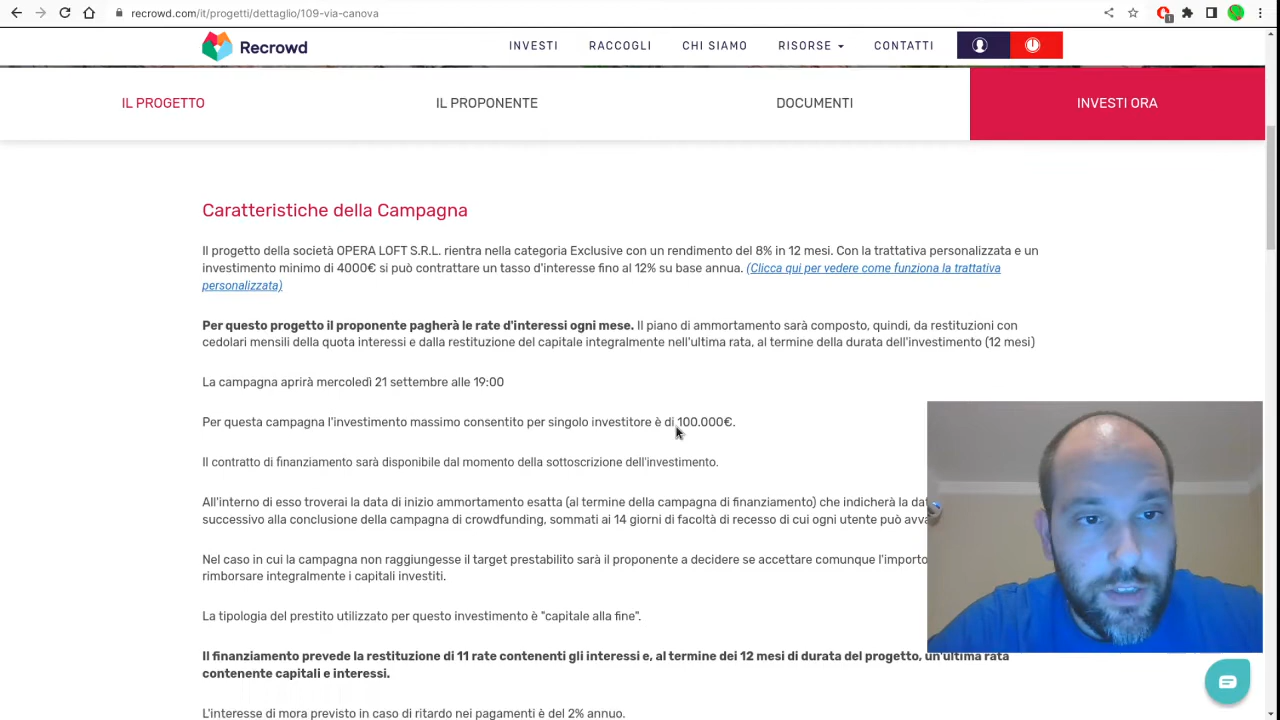 recrowd.com/it/progetti/dettaglio/109-via-canova
1
Recrowd
INVESTI RACCOGLI CHI SIAMO RISORSE CONTATTI
IL PROGETTO IL PROPONENTE DOCUMENTI INVESTI ORA
Caratteristiche della Campagna
Il progetto della società OPERA LOFT S.R.L. rientra nella categoria Exclusive con un rendimento del 8% in 12 mesi. Con la trattativa personalizzata e un
investimento minimo di 4000€ si può contrattare un tasso d'interesse fino al 12% su base annua. (Clicca qui per vedere come funziona la trattativa
personalizzata)
Per questo progetto il proponente pagherà le rate d'interessi ogni mese. Il piano di ammortamento sarà composto, quindi, da restituzioni con
cedolari mensili della quota interessi e dalla restituzione del capitale integralmente nell'ultima rata, al termine della durata dell'investimento (12 mesi)
La campagna aprirà mercoledì 21 settembre alle 19:00
Per questa campagna l'investimento massimo consentito per singolo investitore è di 100.000€.
Il contratto di finanziamento sarà disponibile dal momento della sottoscrizione dell'investimento.
All'interno di esso troverai la data di inizio ammortamento esatta (al termine della campagna di finanziamento) che indicherà la
successivo alla conclusione della campagna di crowdfunding, sommati ai 14 giorni di facoltà di recesso di cui ogni utente può
Nel caso in cui la campagna non raggiungesse il target prestabilito sarà il proponente a decidere se accettare comunque l'importo
rimborsare integralmente i capitali investiti.
La tipologia del prestito utilizzato per questo investimento è "capitale alla fine".
Il finanziamento prevede la restituzione di 11 rate contenenti gli interessi e, al termine dei 12 mesi di durata del progetto, un'ultima rata
contenente capitali e interessi.
L'interesse di mora previsto in caso di ritardo nei pagamenti è del 2% annuo.